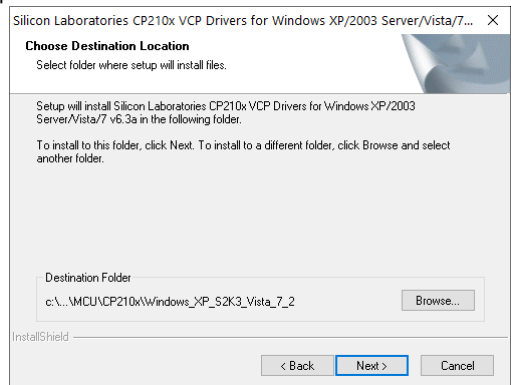 Silicon Laboratories CP210x VCP Drivers for Windows XP/2003 Server/Vista/7...
Choose Destination Location
Select folder where setup will install files.
Setup will install Silicon Laboratories CP210x VCP Drivers for Windows XP/2003
Server/Vista/7 v6.3a in the following folder.
To install to this folder, click Next. To install to a different folder, click Browse and select
another folder.
Destination Folder
c:\...\MCU\CP210x\Windows_XP_S2K3_Vista_7_2
Browse...
InstallShield
< Back
Next >
Cancel